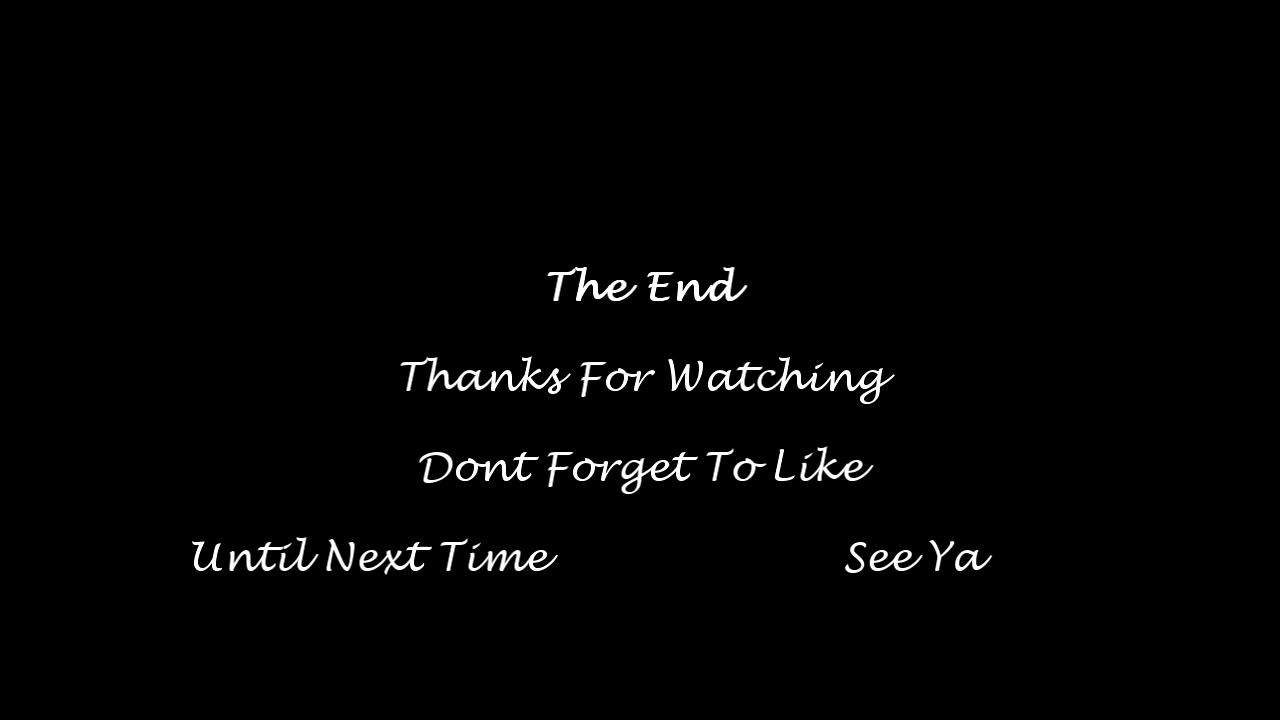 The End
Thanks For Watching
Dont Forget To Like
Until Next Time See Ya